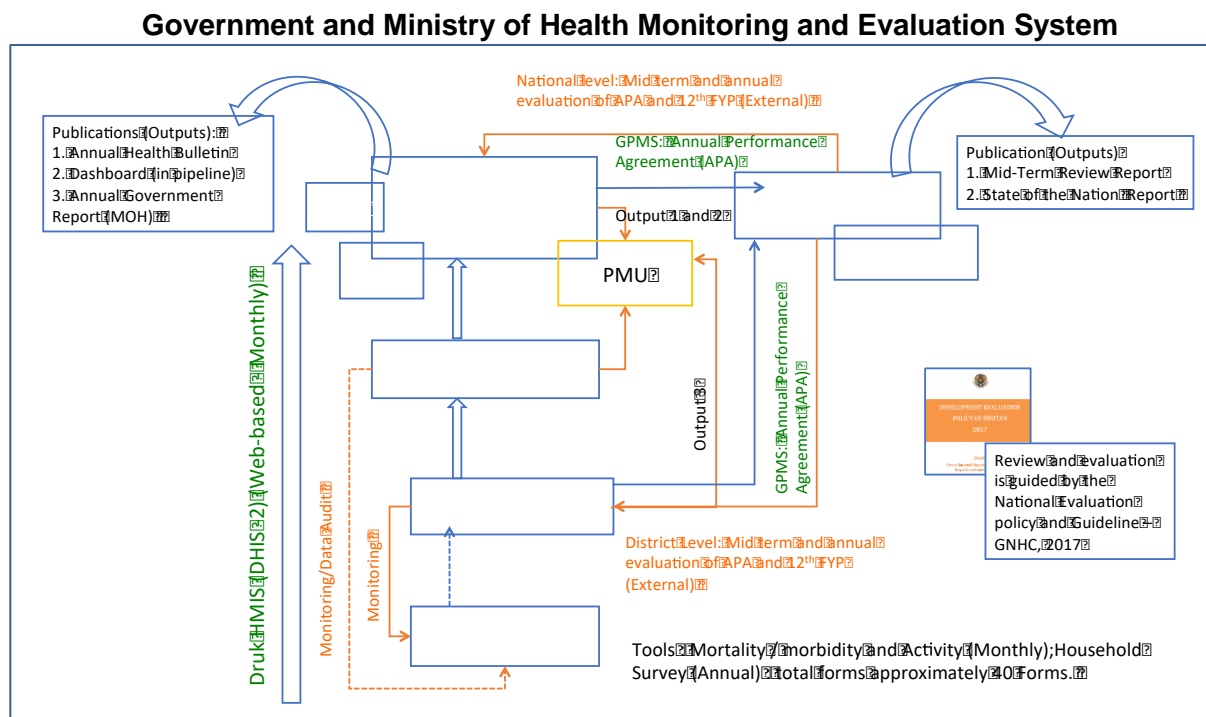 Government and Ministry of Health Monitoring and Evaluation System
National level: Mid term and annual
evaluation of APA and 12th FYP (External)
Publications (Outputs):
1. Annual Health Bulletin
2. Dashboard (in pipeline)
3. Annual Government
Report (MOH)
GPMS: Annual Performance
Agreement (APA)
Publication (Outputs)
1. Mid-Term Review Report
2. State of the Nation Report
Output 1 and 2
PMU
Druk HMIS (DHIS 2) (Web-based Monthly)
Monitoring/Data Audit
Monitoring
Output 3
GPMS: Annual Performance
Agreement (APA)
DEVELOPMENT EVALUATION
POLICY OF BHUTAN
2017
Review and evaluation
is guided by the
National Evaluation
policy and Guideline –
GNHC, 2017
District Level: Mid term and annual
evaluation of APA and 12th FYP
(External)
Tools: Mortality / morbidity and Activity (Monthly);Household
Survey (Annual) total forms approximately 40 Forms.